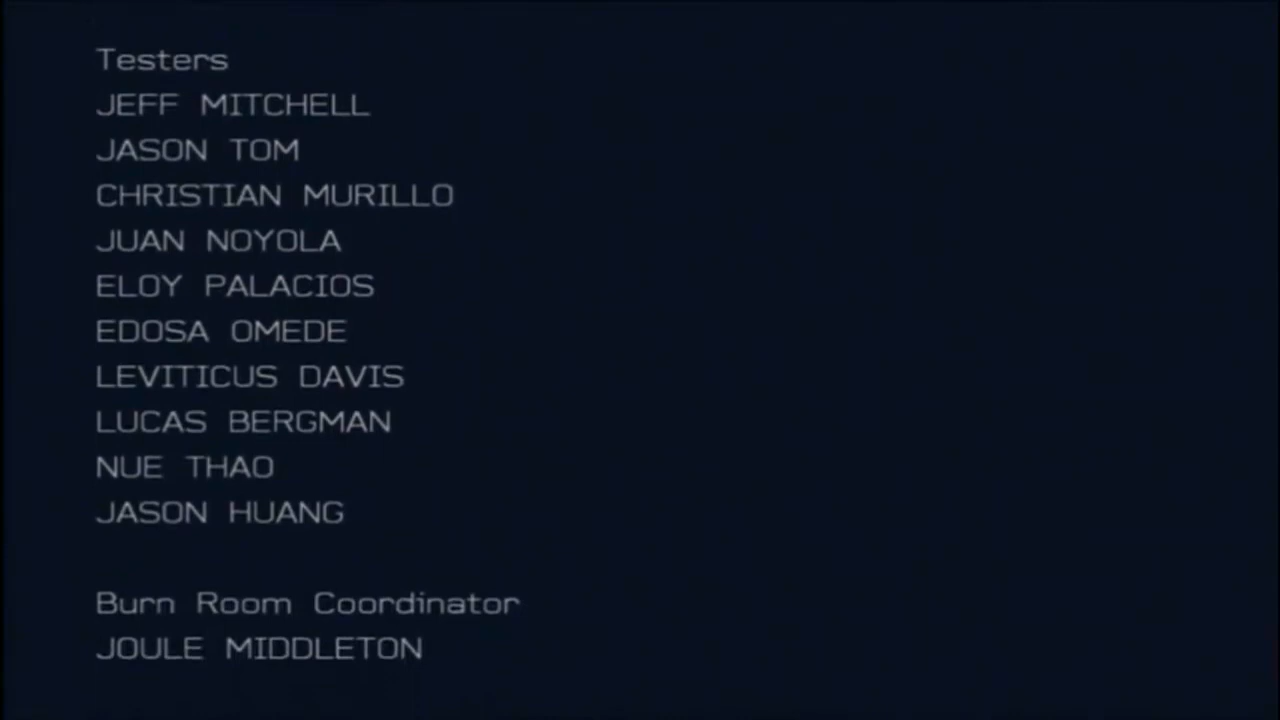 Testers
JEFF MITCHELL
JASON TOM
CHRISTIAN MURILLO
JUAN NOYOLA
ELOY PALACIOS
EDOSA OMEDE
LEVITICUS DAVIS
LUCAS BERGMAN
NUE THAO
JASON HUANG
Burn Room Coordinator
JOULE MIDDLETON